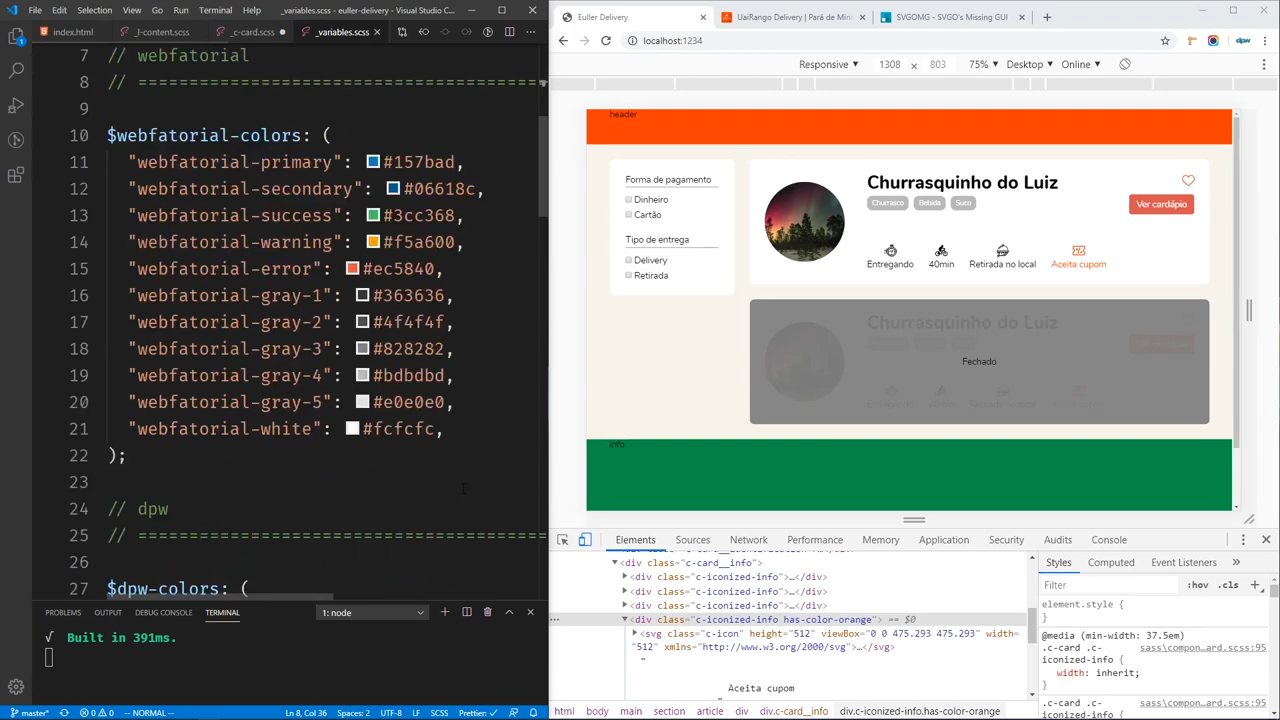 File Edit Selection View Go Debug ... _variables.scss - euller-delivery - Visual Studio C...
index.html _l-content.scss _c-card.scss _variables.scss
7 // webfatorial
8 // ======================================
9
10 $webfatorial-colors: (
11 "webfatorial-primary": #157bad,
12 "webfatorial-secondary": #06618c,
13 "webfatorial-success": #3cc368,
14 "webfatorial-warning": #f5a600,
15 "webfatorial-error": #ec5840,
16 "webfatorial-gray-1": #363636,
17 "webfatorial-gray-2": #4f4f4f,
18 "webfatorial-gray-3": #828282,
19 "webfatorial-gray-4": #bdbdbd,
20 "webfatorial-gray-5": #e0e0e0,
21 "webfatorial-white": #fcfcfc,
22 );
23
24 // dpw
25 // ======================================
26
27 $dpw-colors: (
PROBLEMS OUTPUT DEBUG CONSOLE TERMINAL 1: node
√ Built in 391ms.
master* 0 0 -- NORMAL -- Ln 8, Col 36 Spaces: 2 UTF-8 LF SCSS Prettier: ✓
Euller Delivery UaiRango Delivery | Pará de Min SVGOMG - SVGO's Missing GUI
localhost:1234 dpw
Responsive 1308 × 803 75% Desktop Online
header
Forma de pagamento
Dinheiro
Cartão
Tipo de entrega
Delivery
Retirada
Churrasquinho do Luiz
Churrasco Bebida Suco
Ver cardápio
Entregando 40min Retirada no local Aceita cupom
Churrasquinho do Luiz
Fechado
info
Elements Sources Network Performance Memory Application Security Audits Console
<div class="c-card__info">
<div class="c-iconized-info">…</div>
<div class="c-iconized-info">…</div>
<div class="c-iconized-info">…</div>
<div class="c-iconized-info has-color-orange"> == $0
<svg class="c-icon" height="512" viewBox="0 0 475.293 475.293" width=
"512" xmlns="http://www.w3.org/2000/svg">…</svg>
"
Aceita cupom
"
html body main section article div.c-card__info div.c-iconized-info.has-color-orange
Styles Computed Event Listeners »
Filter :hov .cls +
element.style {
}
@media (min-width: 37.5em)
.c-card .c- sass\compon…ard.scss:95
iconized-info {
width: inherit;
}
.c-card .c- sass\compon…ard.scss:9